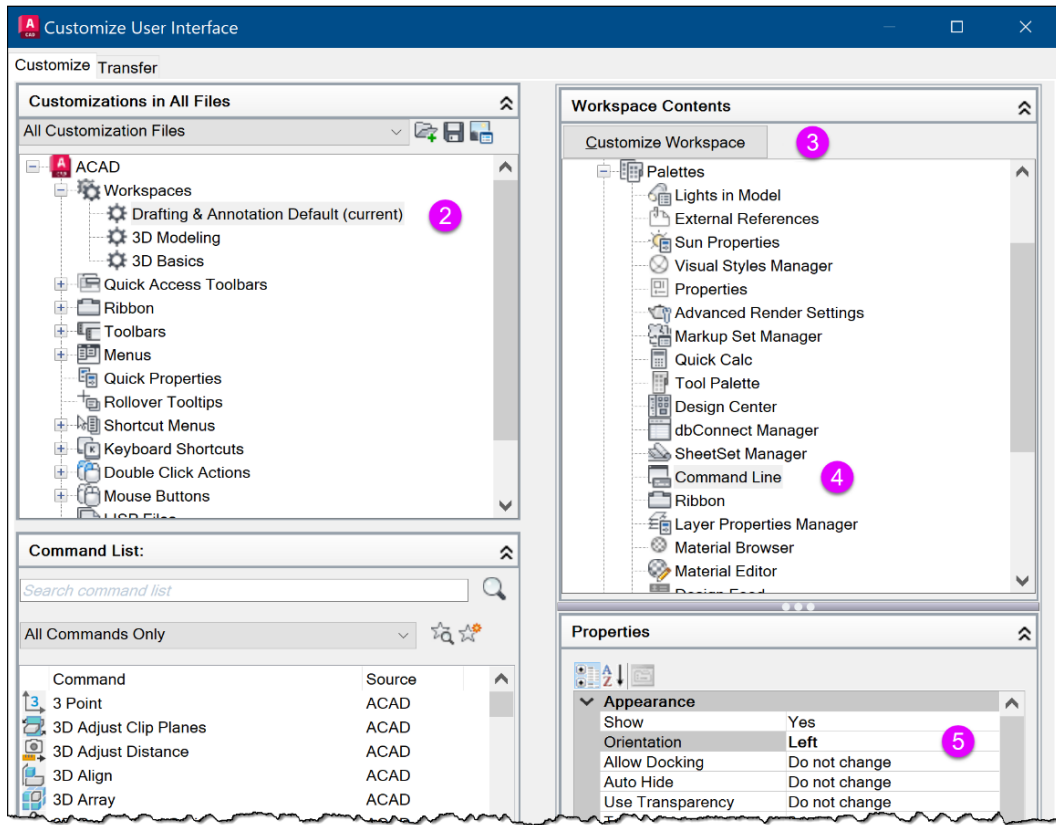 A
CAD
Customize User Interface
Customize Transfer
Customizations in All Files
All Customization Files
ACAD
Workspaces
Drafting & Annotation Default (current)
2
3D Modeling
3D Basics
Quick Access Toolbars
Ribbon
Toolbars
Menus
Quick Properties
Rollover Tooltips
Shortcut Menus
Keyboard Shortcuts
Double Click Actions
Mouse Buttons
LISP Files
Command List:
Search command list
All Commands Only
Command Source
3 Point ACAD
3D Adjust Clip Planes ACAD
3D Adjust Distance ACAD
3D Align ACAD
3D Array ACAD
Workspace Contents
Customize Workspace
3
Palettes
Lights in Model
External References
Sun Properties
Visual Styles Manager
Properties
Advanced Render Settings
Markup Set Manager
Quick Calc
Tool Palette
Design Center
dbConnect Manager
SheetSet Manager
Command Line
4
Ribbon
Layer Properties Manager
Material Browser
Material Editor
Design Feed
Properties
Appearance
Show Yes
Orientation Left
5
Allow Docking Do not change
Auto Hide Do not change
Use Transparency Do not change